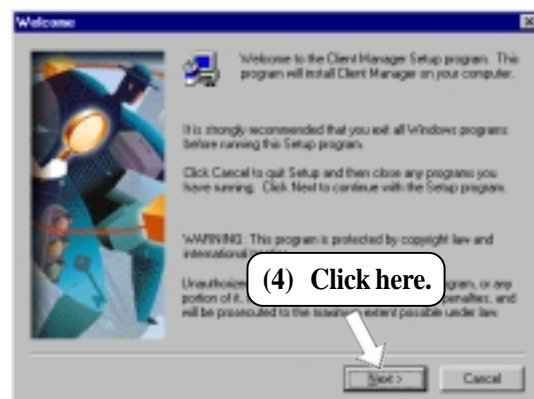 Welcome
Welcome to the Client Manager Setup program. This
program will install Client Manager on your computer.
It is strongly recommended that you exit all Windows programs
before running this Setup program.
Click Cancel to quit Setup and then close any programs you
have running. Click Next to continue with the Setup program.
WARNING: This program is protected by copyright law and
international
Unauthorized gram, or any
portion of it, penalties, and
will be prosecuted to the maximum extent possible under law.
(4) Click here.
Next >
Cancel